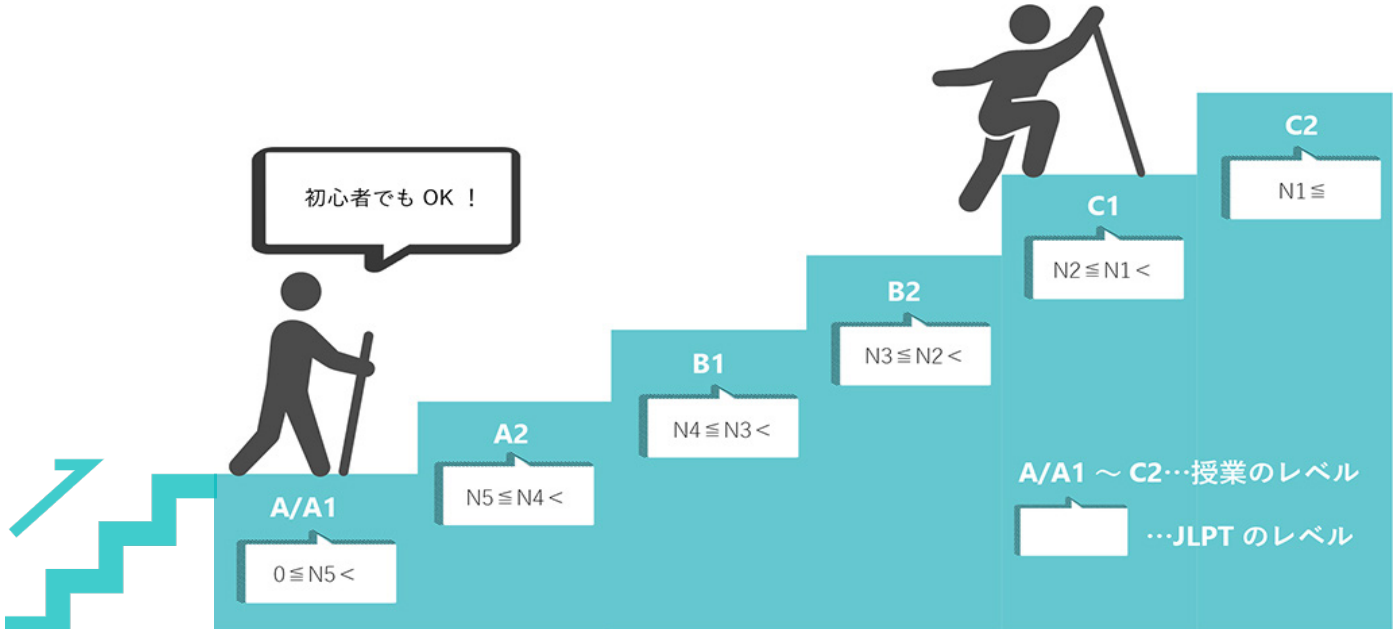 初心者でも OK ！
A/A1
0≦N5<
A2
N5≦N4<
B1
N4≦N3<
B2
N3≦N2<
C1
N2≦N1<
C2
N1≦
A/A1 ～ C2…授業のレベル
…JLPT のレベル